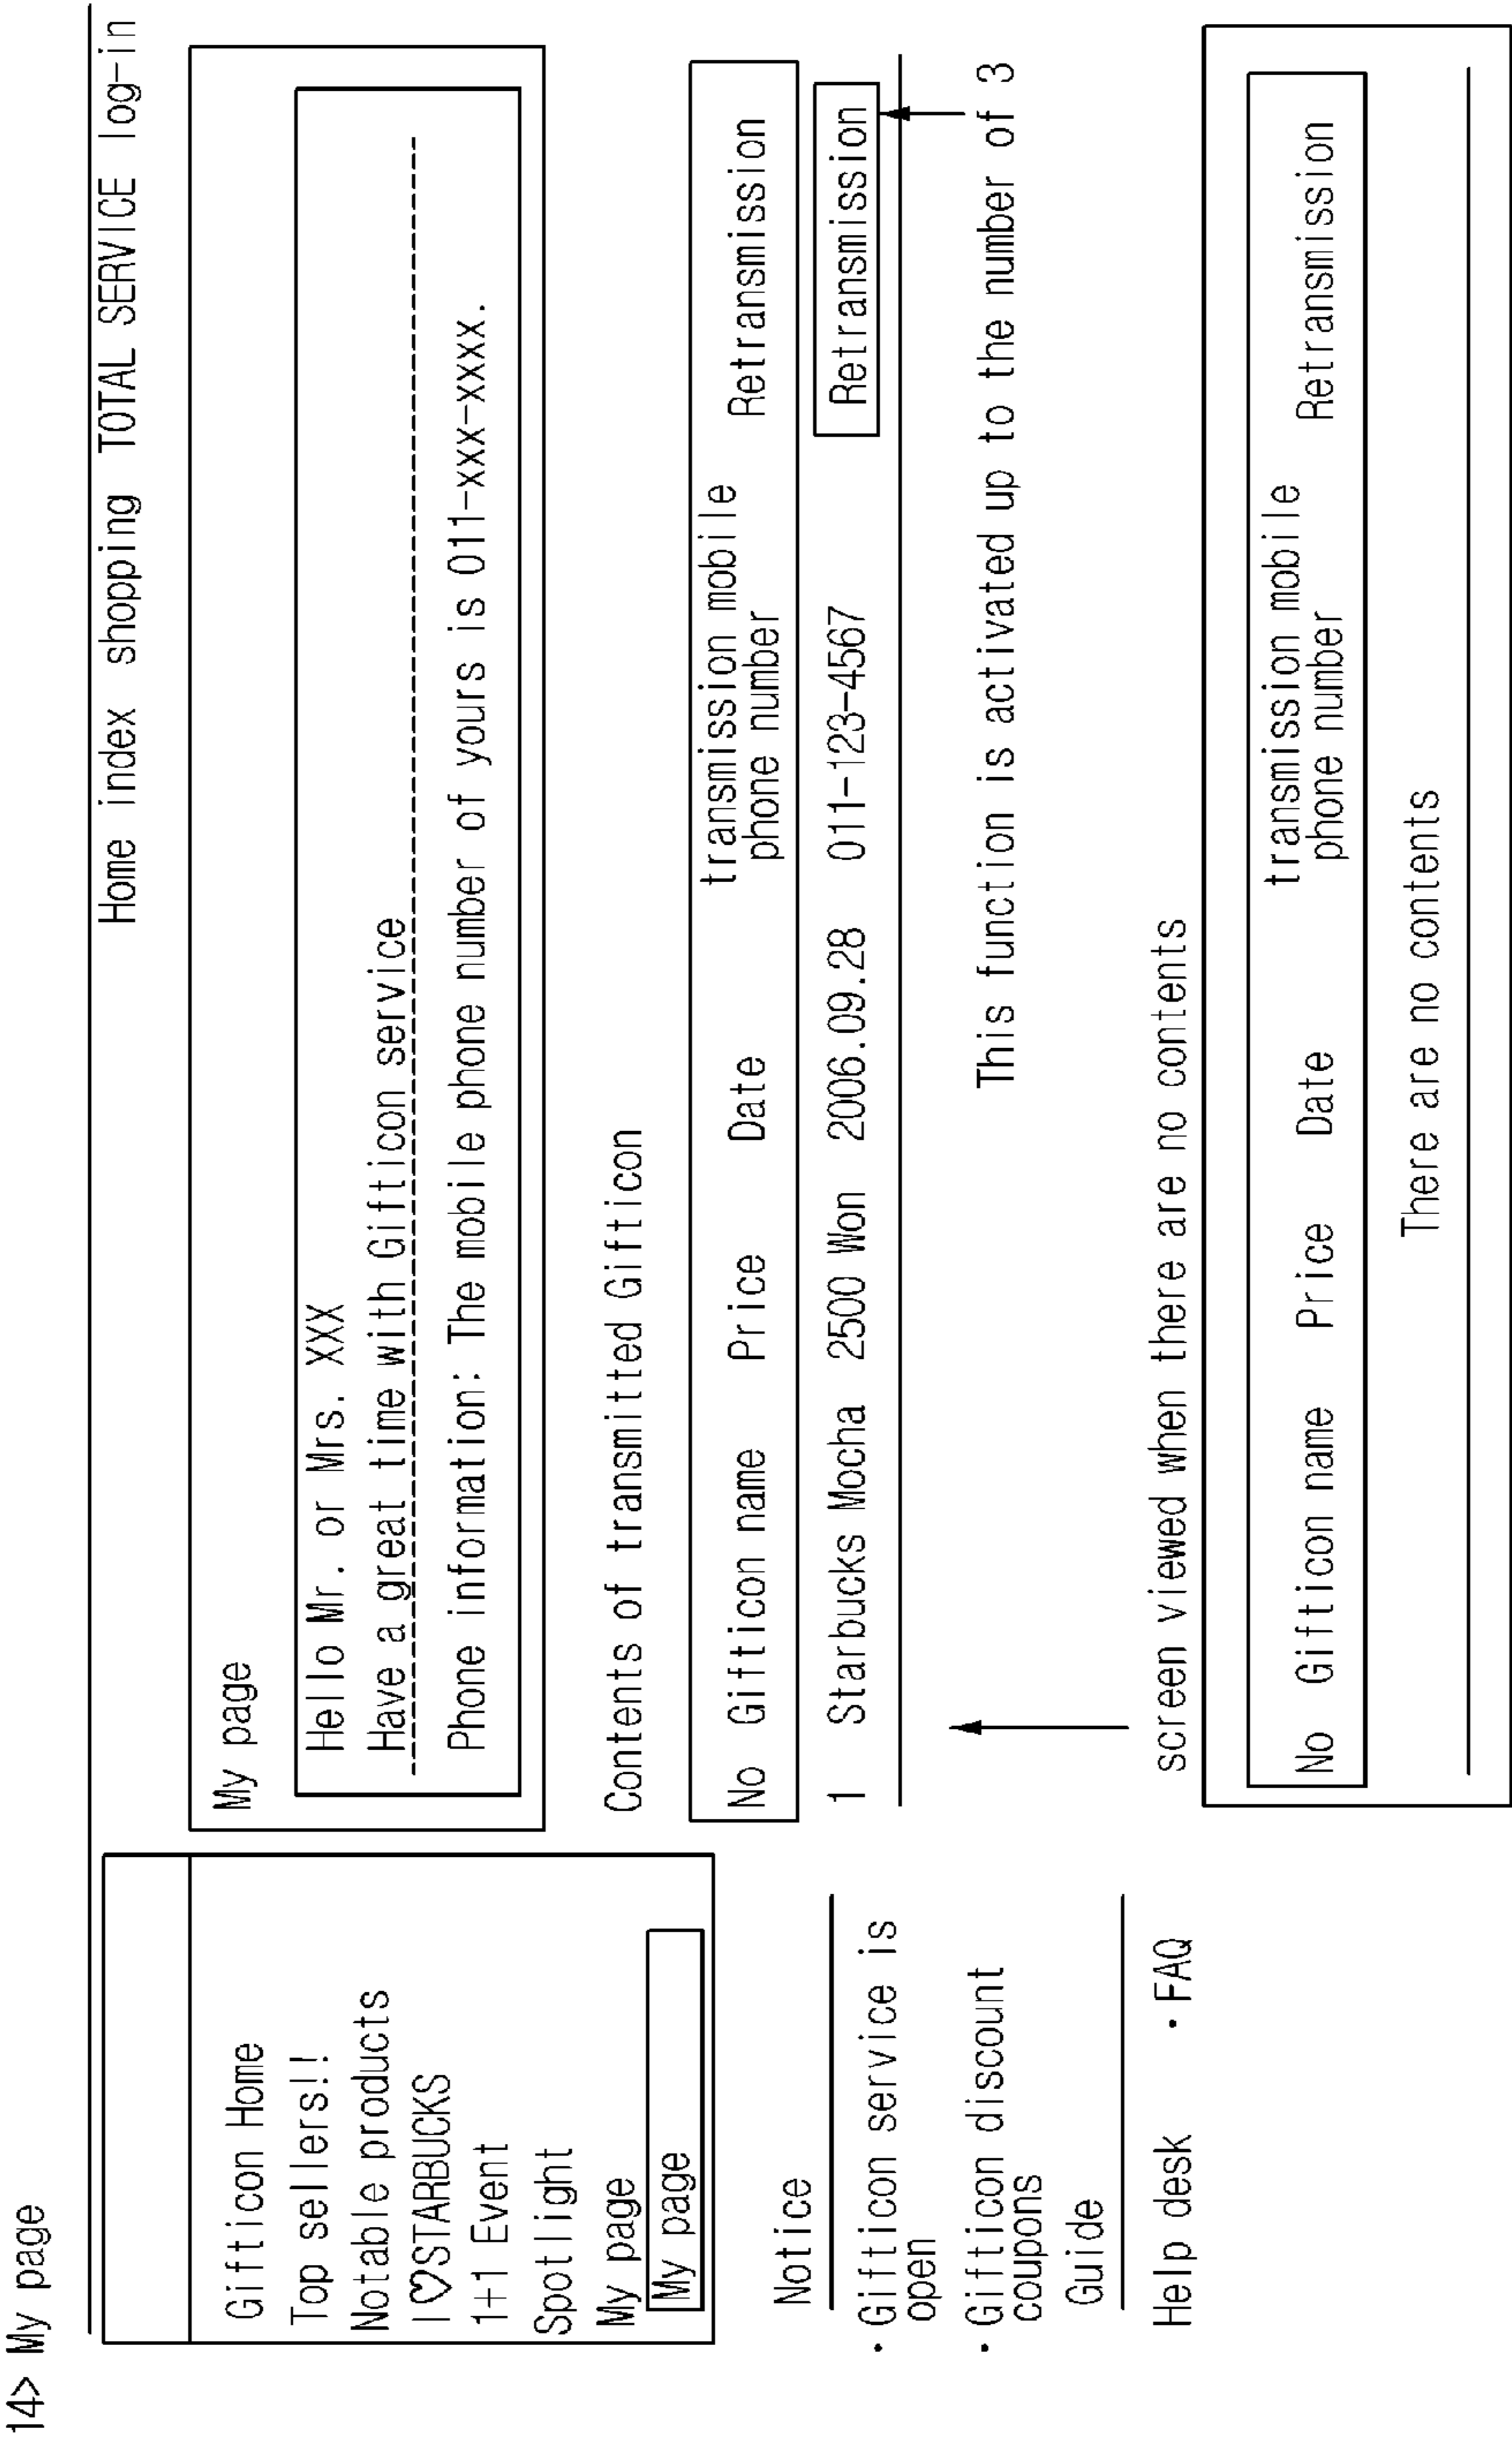 14> My page
Home index shopping TOTAL SERVICE log-in
Gifticon Home
Top sellers!!
Notable products
I ♡STARBUCKS
1+1 Event
Spotlight
My page
My page
Notice
· Gifticon service is
open
· Gifticon discount
coupons
Guide
Help desk · FAQ
My page
Hello Mr. or Mrs. XXX
Have a great time with Gifticon service
Phone information: The mobile phone number of yours is 011-xxx-xxxx.
Contents of transmitted Gifticon
No Gifticon name Price Date transmission mobile phone number Retransmission
1 Starbucks Mocha 2500 Won 2006.09.28 011-123-4567 Retransmission
This function is activated up to the number of 3
screen viewed when there are no contents
No Gifticon name Price Date transmission mobile phone number Retransmission
There are no contents